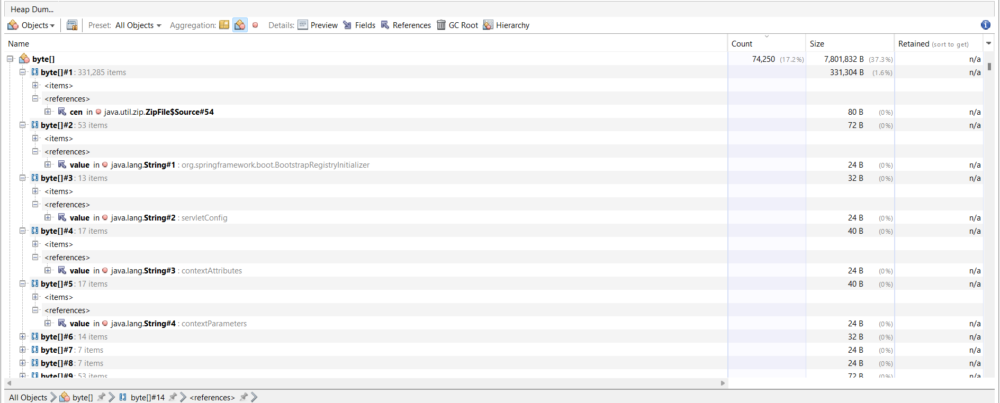 Heap Dum...
Objects Preset: All Objects Aggregation: Details: Preview Fields References GC Root Hierarchy
Name Count Size Retained (sort to get)
byte[] 74,250 (17.2%) 7,801,832 B (37.3%) n/a
byte[]#1 : 331,285 items 331,304 B (1.6%) n/a
<items>
<references>
cen in java.util.zip.ZipFile$Source#54 80 B (0%) n/a
byte[]#2 : 53 items 72 B (0%) n/a
<items>
<references>
value in java.lang.String#1 : org.springframework.boot.BootstrapRegistryInitializer 24 B (0%) n/a
byte[]#3 : 13 items 32 B (0%) n/a
<items>
<references>
value in java.lang.String#2 : servletConfig 24 B (0%) n/a
byte[]#4 : 17 items 40 B (0%) n/a
<items>
<references>
value in java.lang.String#3 : contextAttributes 24 B (0%) n/a
byte[]#5 : 17 items 40 B (0%) n/a
<items>
<references>
value in java.lang.String#4 : contextParameters 24 B (0%) n/a
byte[]#6 : 14 items 32 B (0%) n/a
byte[]#7 : 7 items 24 B (0%) n/a
byte[]#8 : 7 items 24 B (0%) n/a
byte[]#9 : 53 items 72 B (0%) n/a
All Objects byte[] byte[]#14 <references>